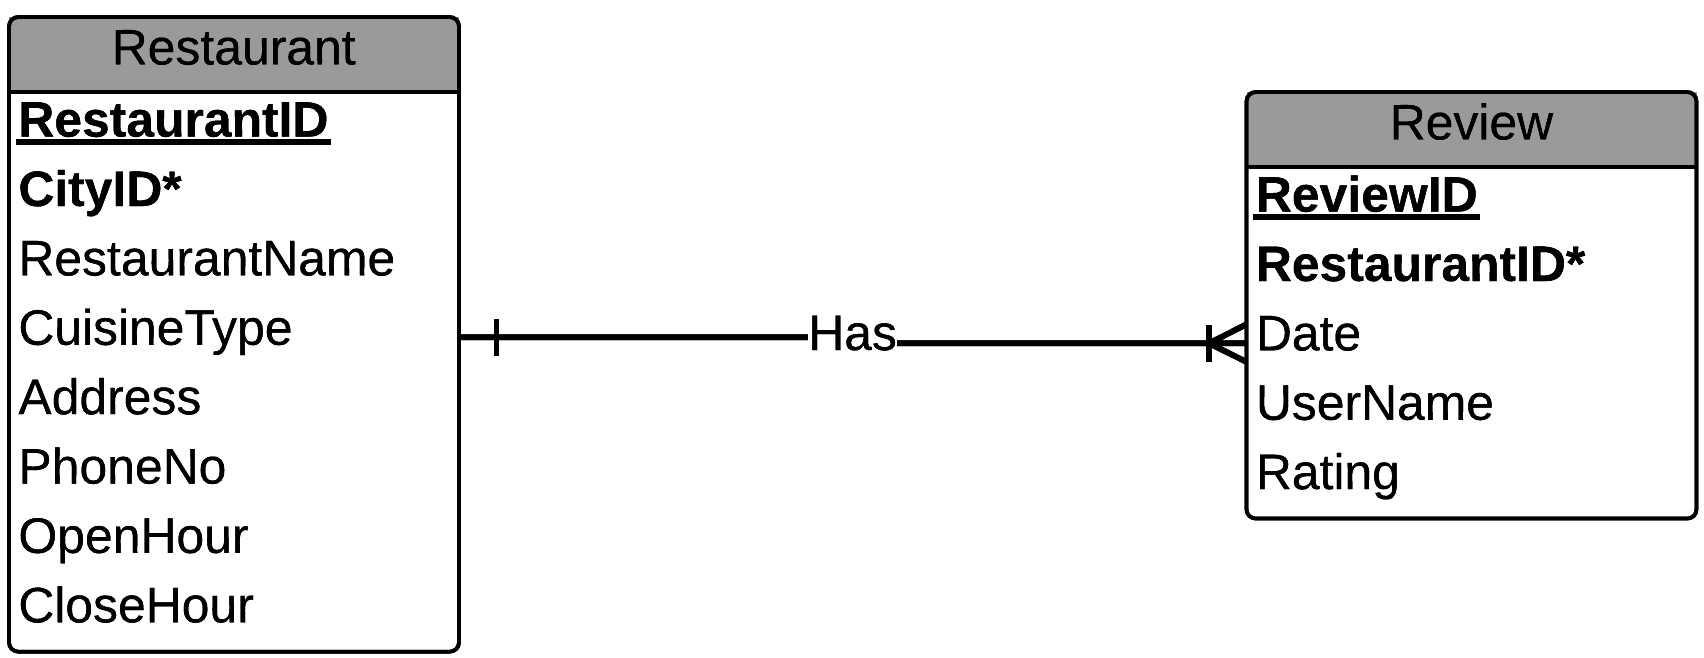 Restaurant
RestaurantID
CityID*
RestaurantName
CuisineType
Address
PhoneNo
OpenHour
CloseHour
Has
Review
ReviewID
RestaurantID*
Date
UserName
Rating